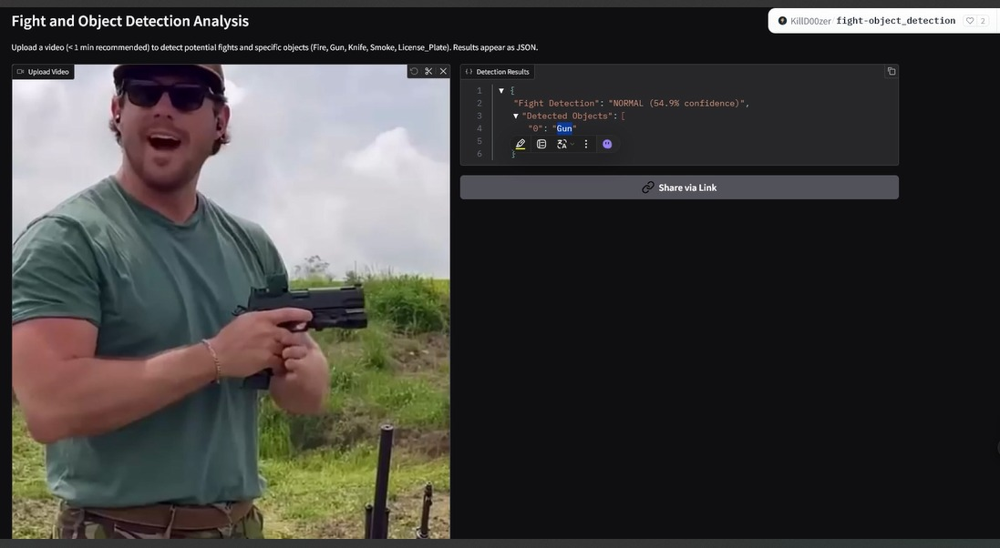 Fight and Object Detection Analysis
KillD00zer/fight-object_detection 2
Upload a video (< 1 min recommended) to detect potential fights and specific objects (Fire, Gun, Knife, Smoke, License_Plate). Results appear as JSON.
Upload Video
{ } Detection Results
1 {
2 "Fight Detection": "NORMAL (54.9% confidence)",
3 "Detected Objects": [
4 "0": "Gun"
5
6 }
Share via Link